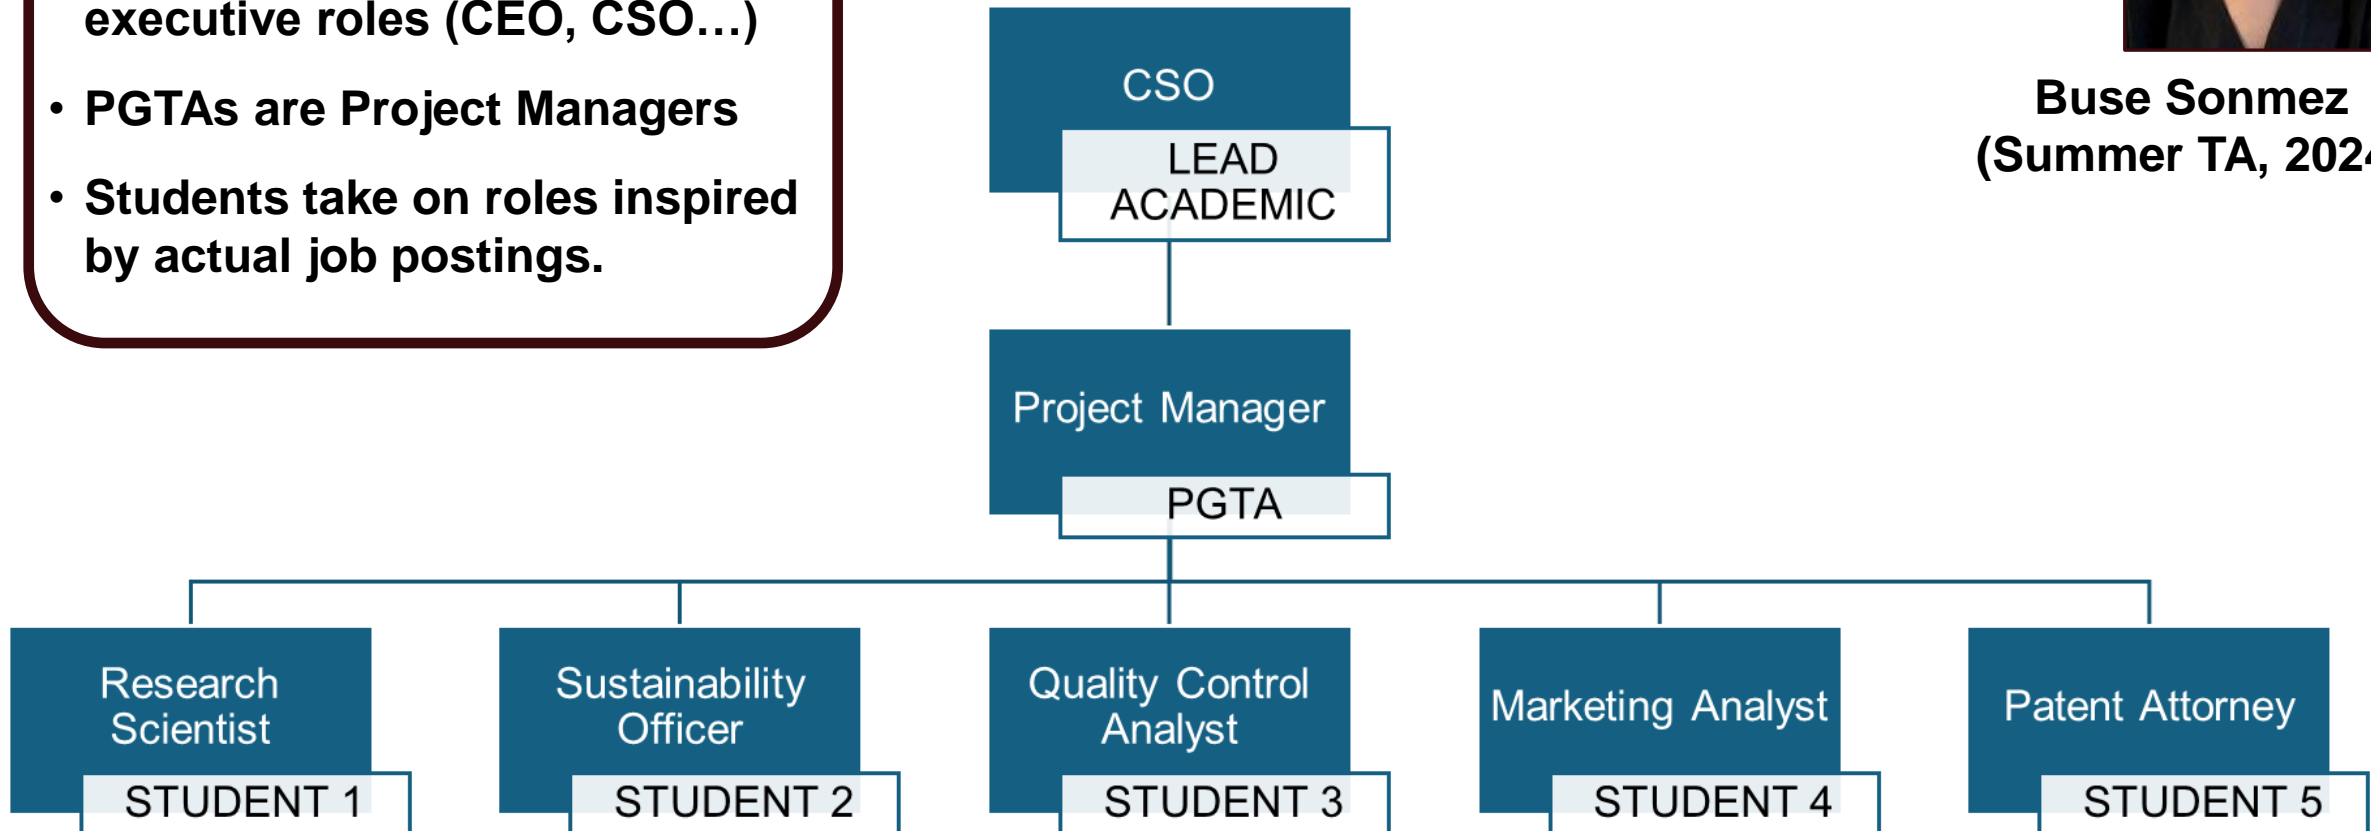 executive roles (CEO, CSO…)
• PGTAs are Project Managers
• Students take on roles inspired
by actual job postings.
CSO
LEAD
ACADEMIC
Buse Sonmez
(Summer TA, 2024
Project Manager
PGTA
Research
Scientist
STUDENT 1
Sustainability
Officer
STUDENT 2
Quality Control
Analyst
STUDENT 3
Marketing Analyst
STUDENT 4
Patent Attorney
STUDENT 5